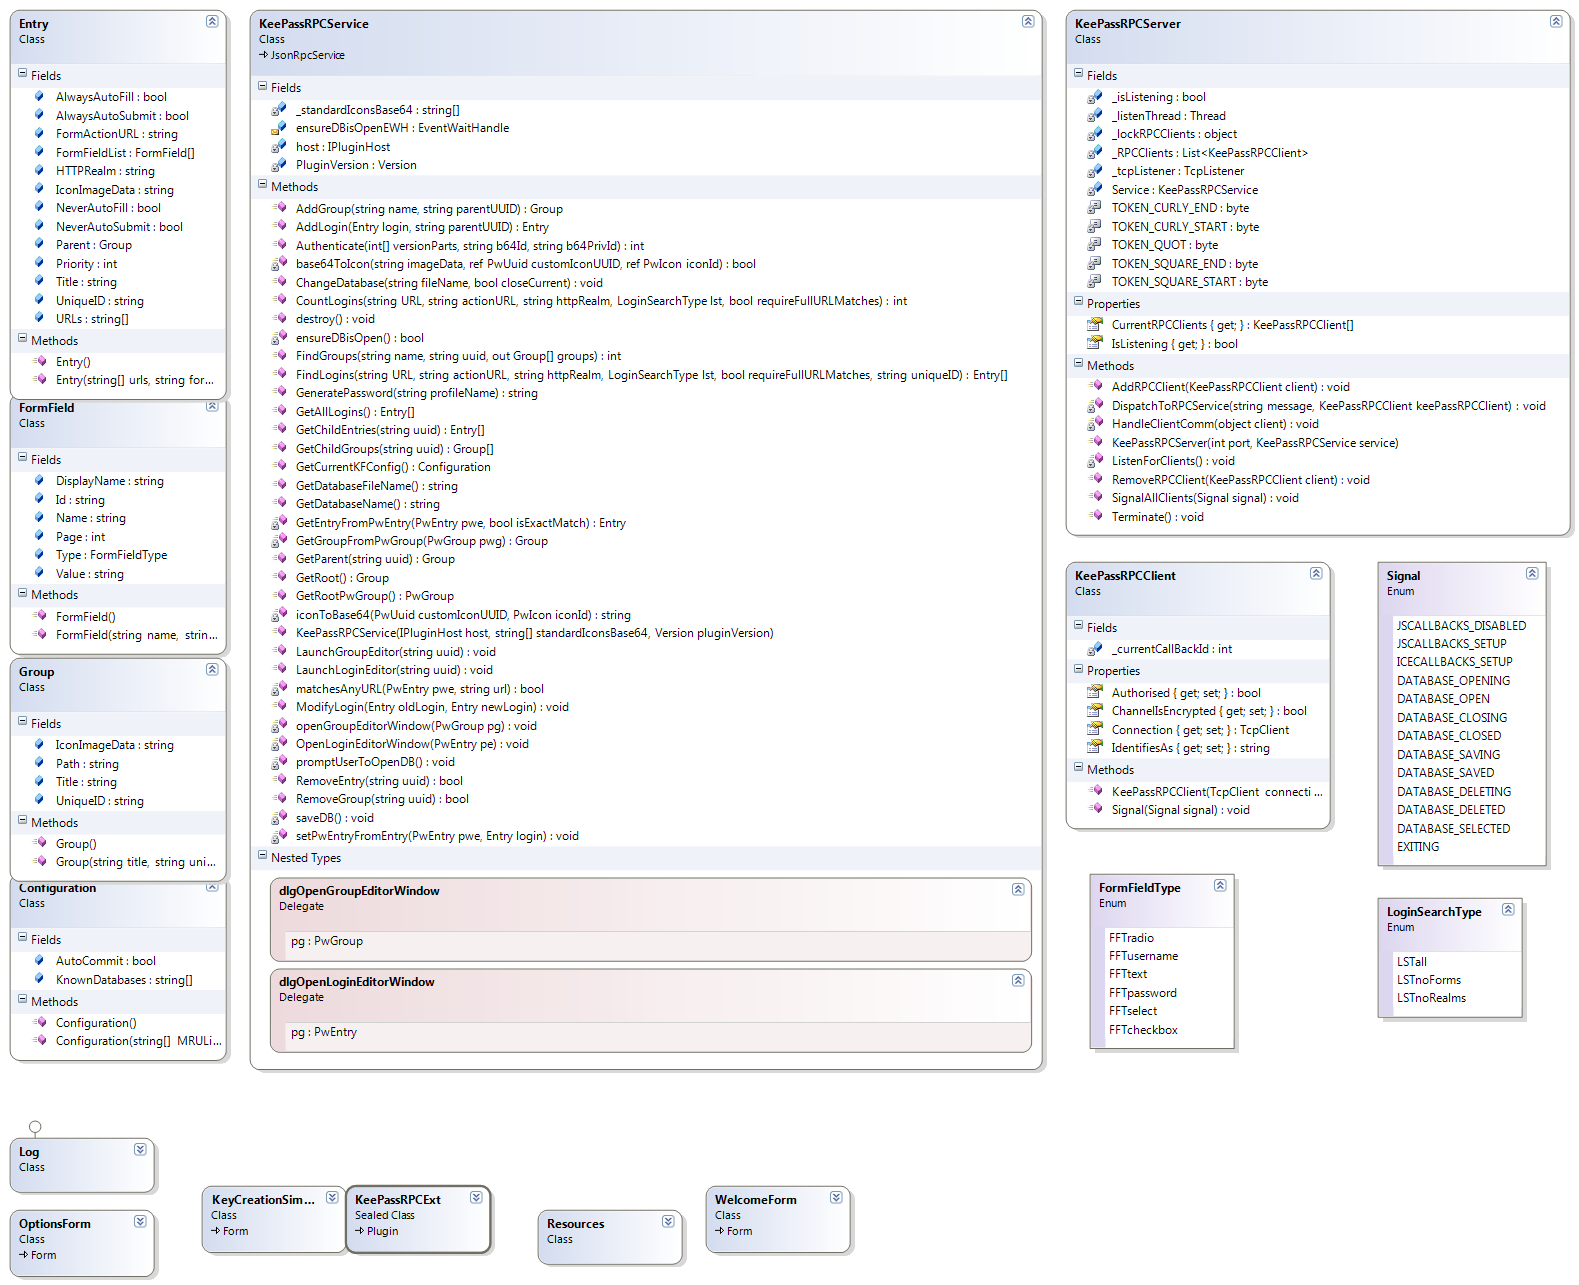 Entry
Class
Fields
AlwaysAutoFill : bool
AlwaysAutoSubmit : bool
FormActionURL : string
FormFieldList : FormField[]
HTTPRealm : string
IconImageData : string
NeverAutoFill : bool
NeverAutoSubmit : bool
Parent : Group
Priority : int
Title : string
UniqueID : string
URLs : string[]
Methods
Entry()
Entry(string[] urls, string for...
FormField
Class
Fields
DisplayName : string
Id : string
Name : string
Page : int
Type : FormFieldType
Value : string
Methods
FormField()
FormField(string name, strin...
Group
Class
Fields
IconImageData : string
Path : string
Title : string
UniqueID : string
Methods
Group()
Group(string title, string uni...
Configuration
Class
Fields
AutoCommit : bool
KnownDatabases : string[]
Methods
Configuration()
Configuration(string[] MRULi...
KeePassRPCService
Class
JsonRpcService
Fields
_standardIconsBase64 : string[]
ensureDBisOpenEWH : EventWaitHandle
host : IPluginHost
PluginVersion : Version
Methods
AddGroup(string name, string parentUUID) : Group
AddLogin(Entry login, string parentUUID) : Entry
Authenticate(int[] versionParts, string b64Id, string b64PrivId) : int
base64ToIcon(string imageData, ref PwUuid customIconUUID, ref PwIcon iconId) : bool
ChangeDatabase(string fileName, bool closeCurrent) : void
CountLogins(string URL, string actionURL, string httpRealm, LoginSearchType lst, bool requireFullURLMatches) : int
destroy() : void
ensureDBisOpen() : bool
FindGroups(string name, string uuid, out Group[] groups) : int
FindLogins(string URL, string actionURL, string httpRealm, LoginSearchType lst, bool requireFullURLMatches, string uniqueID) : Entry[]
GeneratePassword(string profileName) : string
GetAllLogins() : Entry[]
GetChildEntries(string uuid) : Entry[]
GetChildGroups(string uuid) : Group[]
GetCurrentKFConfig() : Configuration
GetDatabaseFileName() : string
GetDatabaseName() : string
GetEntryFromPwEntry(PwEntry pwe, bool isExactMatch) : Entry
GetGroupFromPwGroup(PwGroup pwg) : Group
GetParent(string uuid) : Group
GetRoot() : Group
GetRootPwGroup() : PwGroup
iconToBase64(PwUuid customIconUUID, PwIcon iconId) : string
KeePassRPCService(IPluginHost host, string[] standardIconsBase64, Version pluginVersion)
LaunchGroupEditor(string uuid) : void
LaunchLoginEditor(string uuid) : void
matchesAnyURL(PwEntry pwe, string url) : bool
ModifyLogin(Entry oldLogin, Entry newLogin) : void
openGroupEditorWindow(PwGroup pg) : void
OpenLoginEditorWindow(PwEntry pe) : void
promptUserToOpenDB() : void
RemoveEntry(string uuid) : bool
RemoveGroup(string uuid) : bool
saveDB() : void
setPwEntryFromEntry(PwEntry pwe, Entry login) : void
Nested Types
dlgOpenGroupEditorWindow
Delegate
pg : PwGroup
dlgOpenLoginEditorWindow
Delegate
pg : PwEntry
KeePassRPCServer
Class
Fields
_isListening : bool
_listenThread : Thread
_lockRPCClients : object
_RPCClients : List<KeePassRPCClient>
_tcpListener : TcpListener
Service : KeePassRPCService
TOKEN_CURLY_END : byte
TOKEN_CURLY_START : byte
TOKEN_QUOT : byte
TOKEN_SQUARE_END : byte
TOKEN_SQUARE_START : byte
Properties
CurrentRPCClients { get; } : KeePassRPCClient[]
IsListening { get; } : bool
Methods
AddRPCClient(KeePassRPCClient client) : void
DispatchToRPCService(string message, KeePassRPCClient keePassRPCClient) : void
HandleClientComm(object client) : void
KeePassRPCServer(int port, KeePassRPCService service)
ListenForClients() : void
RemoveRPCClient(KeePassRPCClient client) : void
SignalAllClients(Signal signal) : void
Terminate() : void
KeePassRPCClient
Class
Fields
_currentCallBackId : int
Properties
Authorised { get; set; } : bool
ChannelIsEncrypted { get; set; } : bool
Connection { get; set; } : TcpClient
IdentifiesAs { get; set; } : string
Methods
KeePassRPCClient(TcpClient connecti ...
Signal(Signal signal) : void
Signal
Enum
JSCALLBACKS_DISABLED
JSCALLBACKS_SETUP
ICECALLBACKS_SETUP
DATABASE_OPENING
DATABASE_OPEN
DATABASE_CLOSING
DATABASE_CLOSED
DATABASE_SAVING
DATABASE_SAVED
DATABASE_DELETING
DATABASE_DELETED
DATABASE_SELECTED
EXITING
FormFieldType
Enum
FFTradio
FFTusername
FFTtext
FFTpassword
FFTselect
FFTcheckbox
LoginSearchType
Enum
LSTall
LSTnoForms
LSTnoRealms
Log
Class
OptionsForm
Class
Form
KeyCreationSim...
Class
Form
KeePassRPCExt
Sealed Class
Plugin
Resources
Class
WelcomeForm
Class
Form